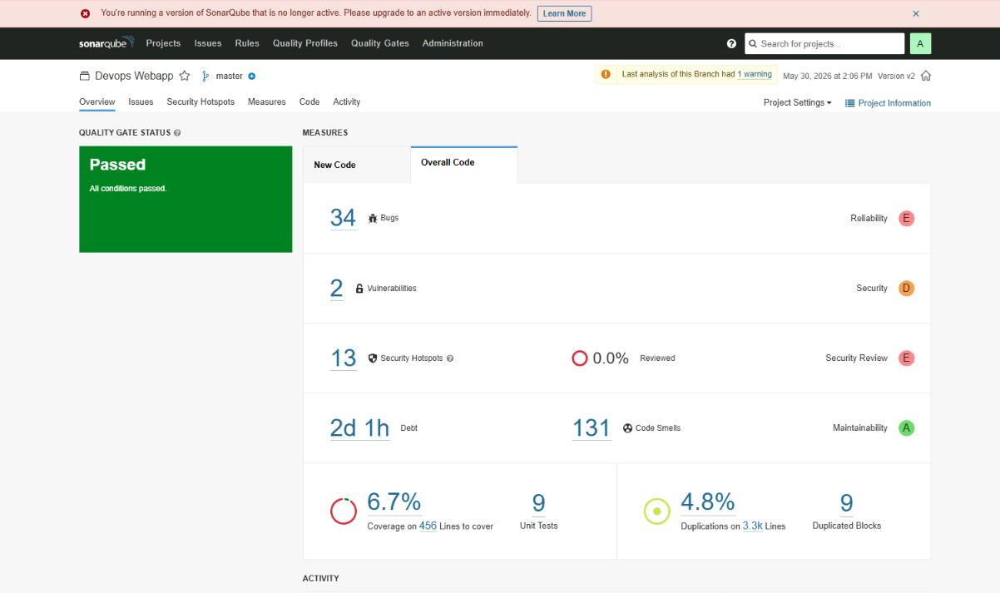 You're running a version of SonarQube that is no longer active. Please upgrade to an active version immediately. Learn More
sonarqube Projects Issues Rules Quality Profiles Quality Gates Administration Search for projects... A
Devops Webapp master Last analysis of this Branch had 1 warning May 30, 2026 at 2:06 PM Version v2
Overview Issues Security Hotspots Measures Code Activity Project Settings Project Information
QUALITY GATE STATUS
Passed
All conditions passed.
MEASURES
New Code Overall Code
34 Bugs Reliability E
2 Vulnerabilities Security D
13 Security Hotspots 0.0% Reviewed Security Review E
2d 1h Debt 131 Code Smells Maintainability A
6.7% 9 4.8% 9
Coverage on 456 Lines to cover Unit Tests Duplications on 3.3k Lines Duplicated Blocks
ACTIVITY